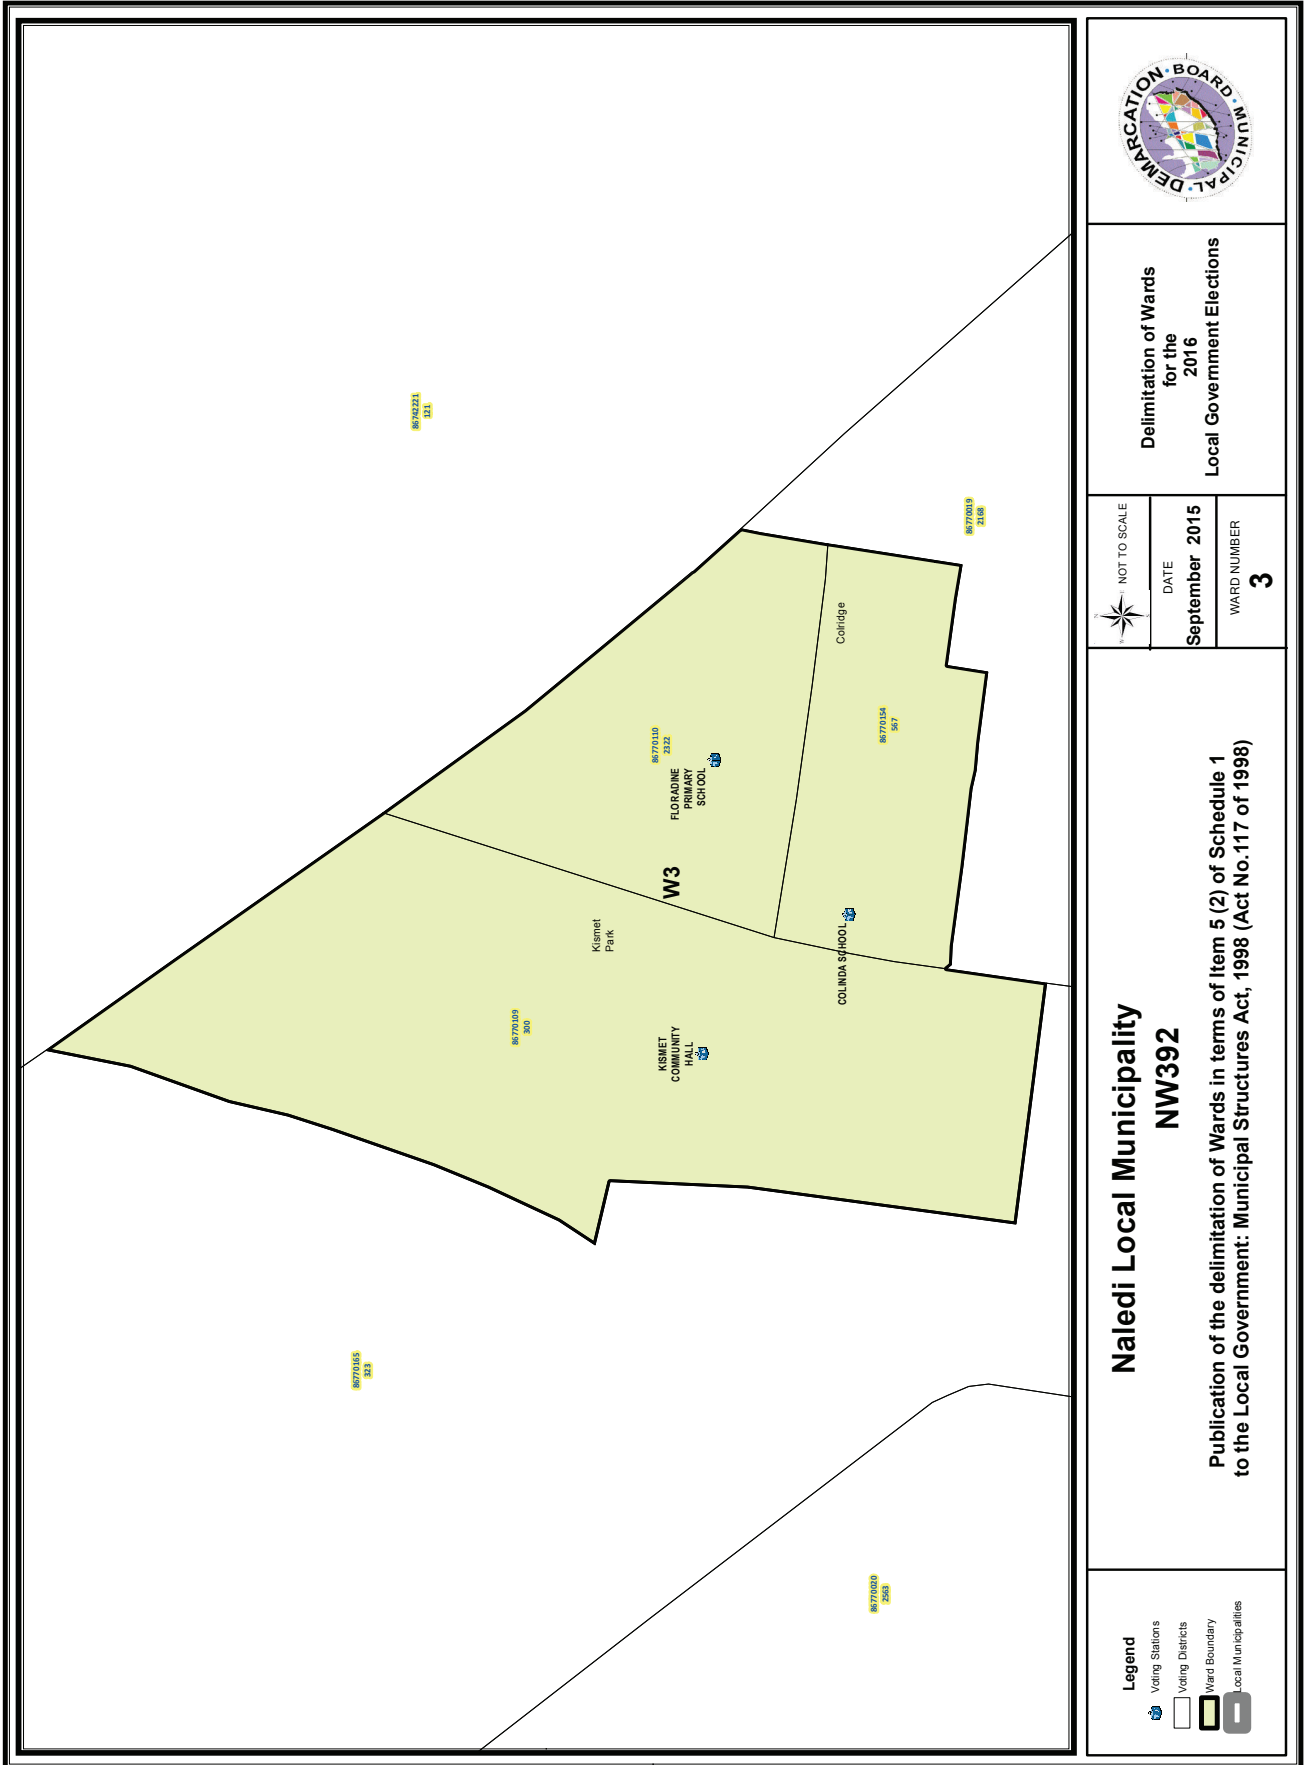 86770165
323
86770020
2563
86770109
300
Kismet
Park
KISMET
COMMUNITY
HALL
W3
86742221
121
86770110
2322
FLORADINE
PRIMARY
SCHOOL
COLINDA SCHOOL
Colridge
86770154
567
86770019
2168
Legend
Voting Stations
Voting Districts
Ward Boundary
Local Municipalities
Naledi Local Municipality
NW392
Publication of the delimitation of Wards in terms of Item 5 (2) of Schedule 1
to the Local Government: Municipal Structures Act, 1998 (Act No.117 of 1998)
N
W
E
S
NOT TO SCALE
DATE
September 2015
WARD NUMBER
3
Delimitation of Wards
for the
2016
Local Government Elections
MUNICIPAL · DEMARCATION · BOARD ·